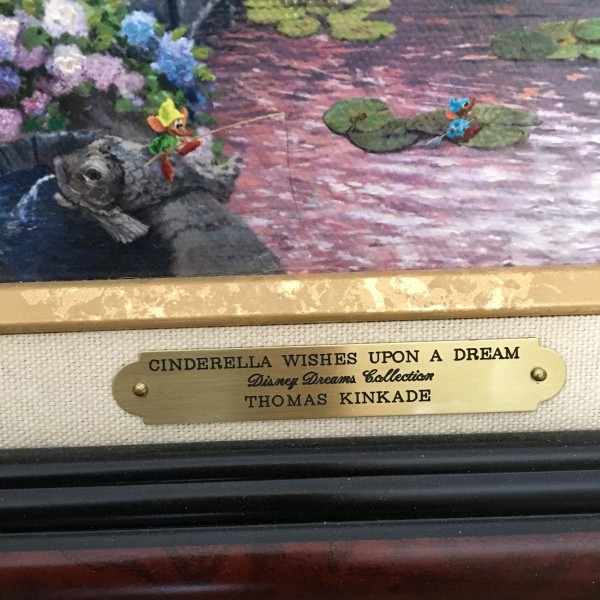 CINDERELLA WISHES UPON A DREAM
Disney Dreams Collection
THOMAS KINKADE